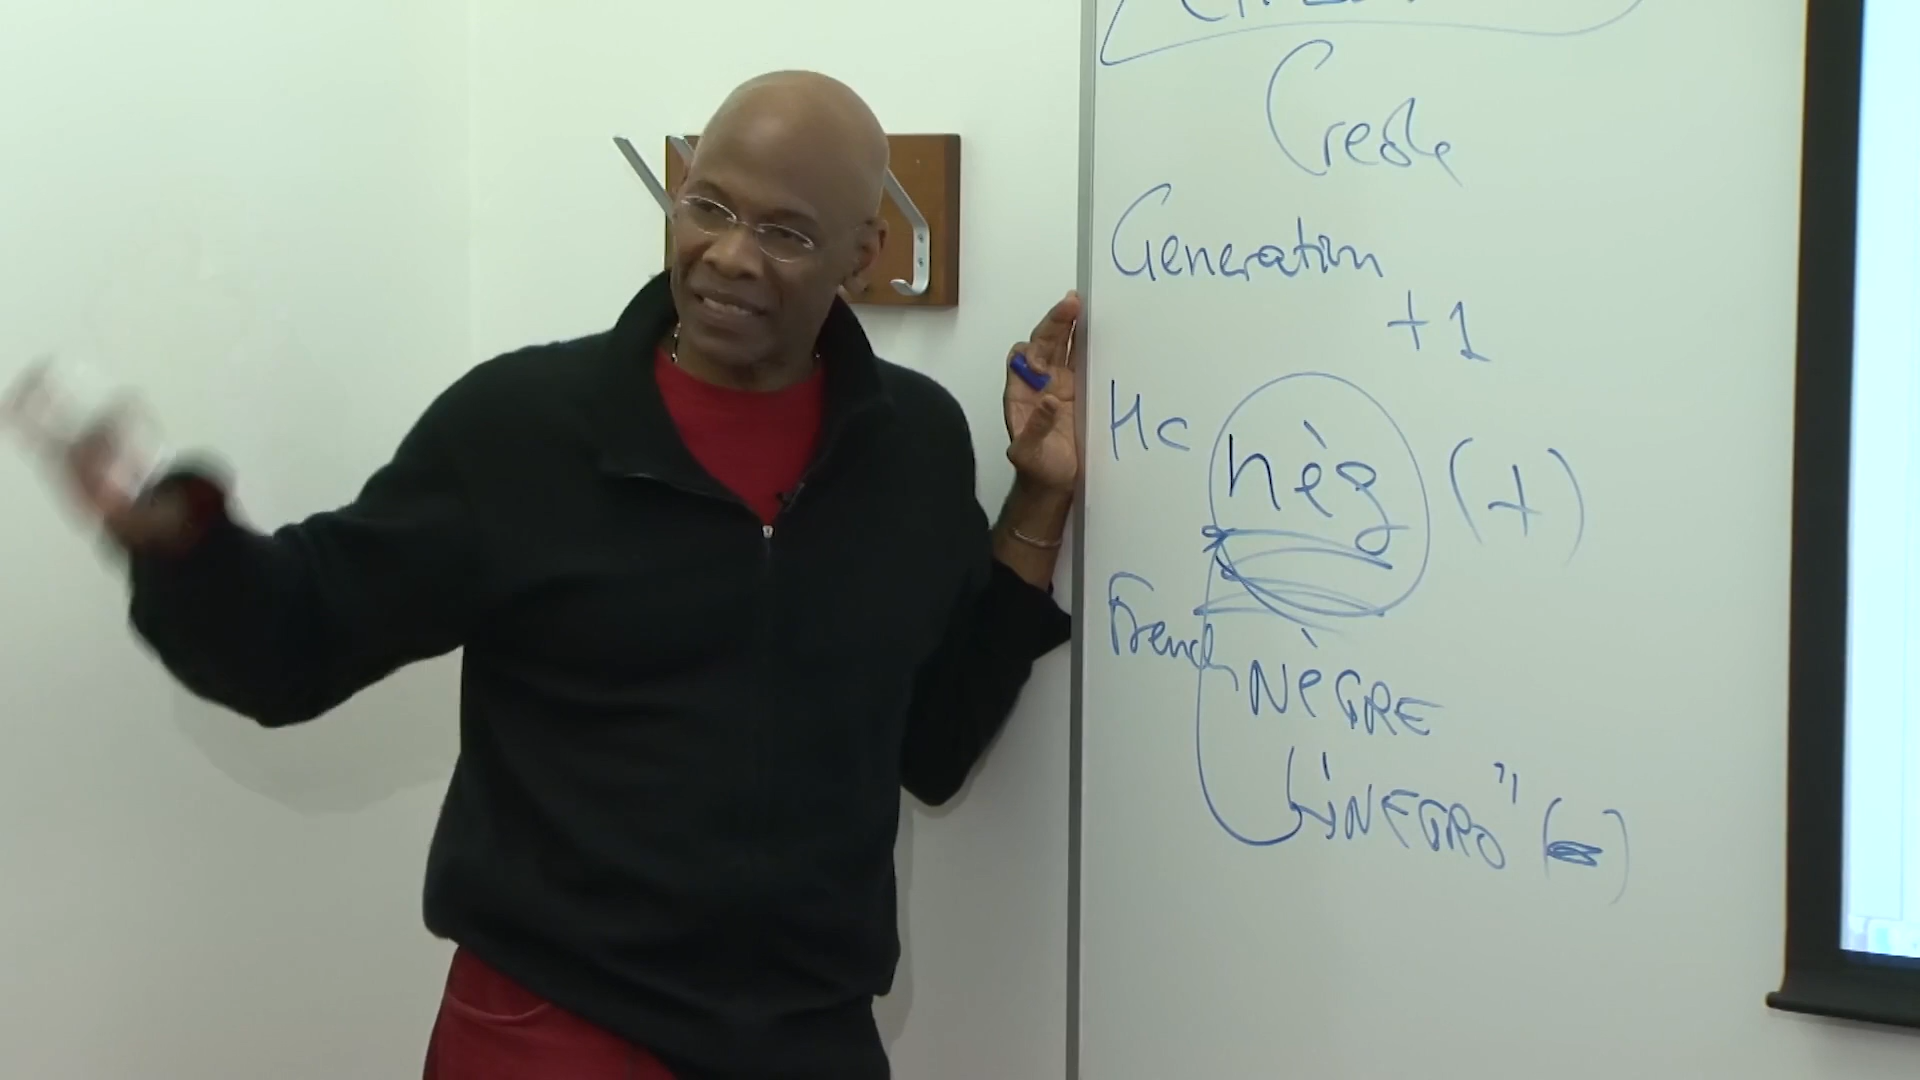 Creole
Generation
+1
HC nèg (+)
French NÈGRE
"NEGRO" (-)